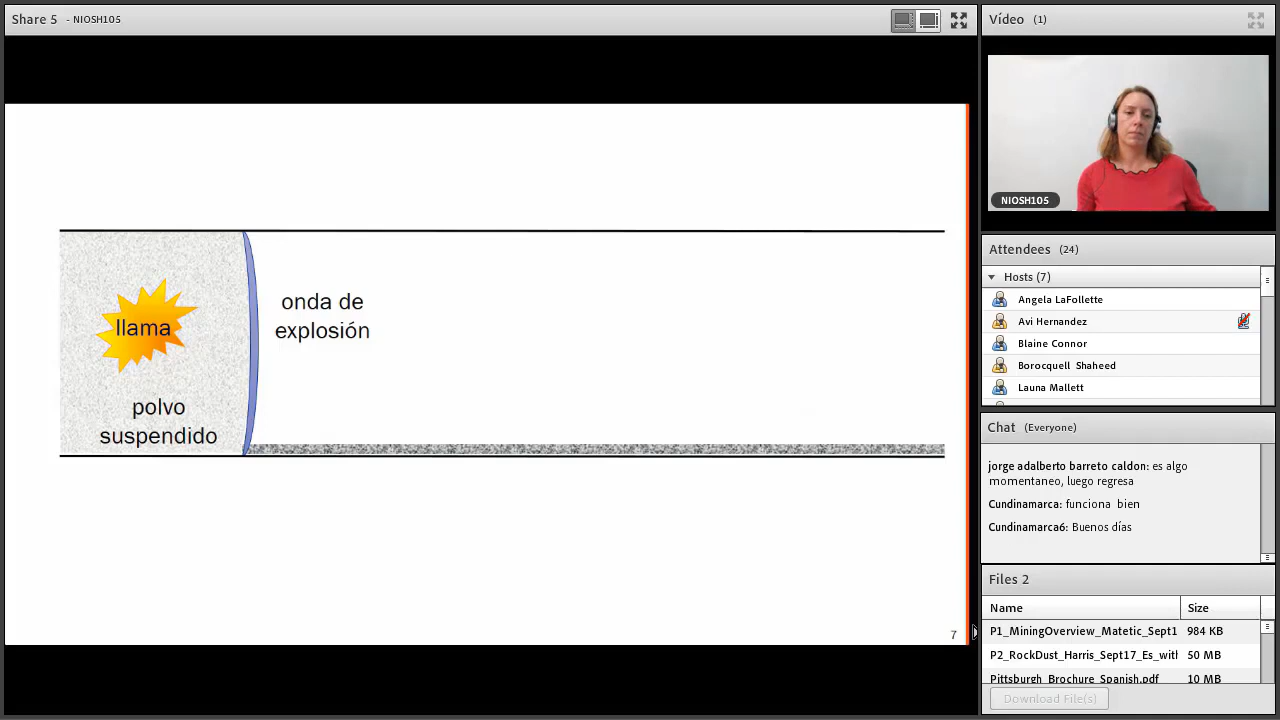 Share 5 - NIOSH105
llama
onda de
explosión
polvo
suspendido
7
Vídeo (1)
NIOSH105
Attendees (24)
Hosts (7)
Angela LaFollette
Avi Hernandez
Blaine Connor
Borocquell Shaheed
Launa Mallett
Chat (Everyone)
jorge adalberto barreto caldon: es algo
momentaneo, luego regresa
Cundinamarca: funciona bien
Cundinamarca6: Buenos días
Files 2
Name Size
P1_MiningOverview_Matetic_Sept1 984 KB
P2_RockDust_Harris_Sept17_Es_wit 50 MB
Pittsburgh_Brochure_Spanish.pdf 10 MB
Download File(s)